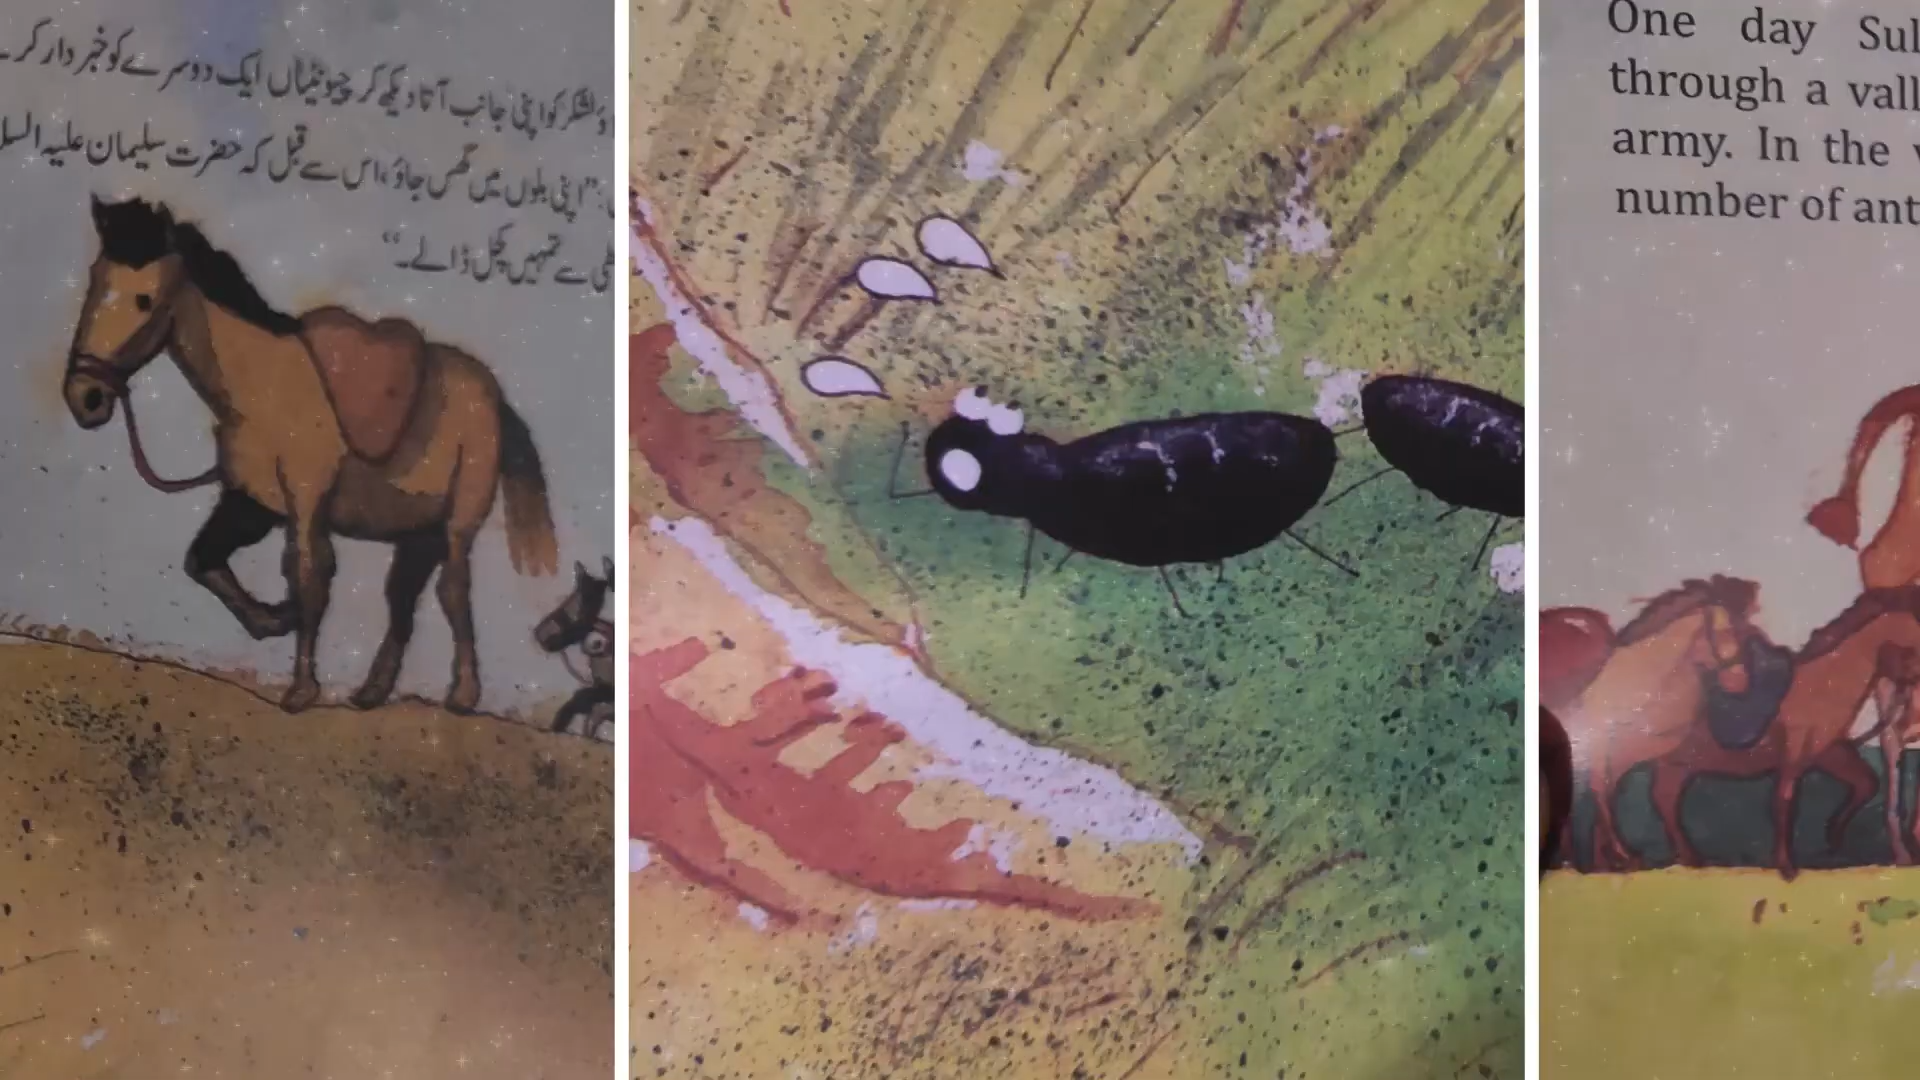 لشکر کو اپنی جانب آتا دیکھ کر چیونٹیاں ایک دوسرے کو خبردار کر
”اپنی بلوں میں گھس جاؤ، اس سے قبل کہ حضرت سلیمان علیہ السل
سے تمہیں کچل ڈالے۔“
One day Sul
through a vall
army. In the
number of ant